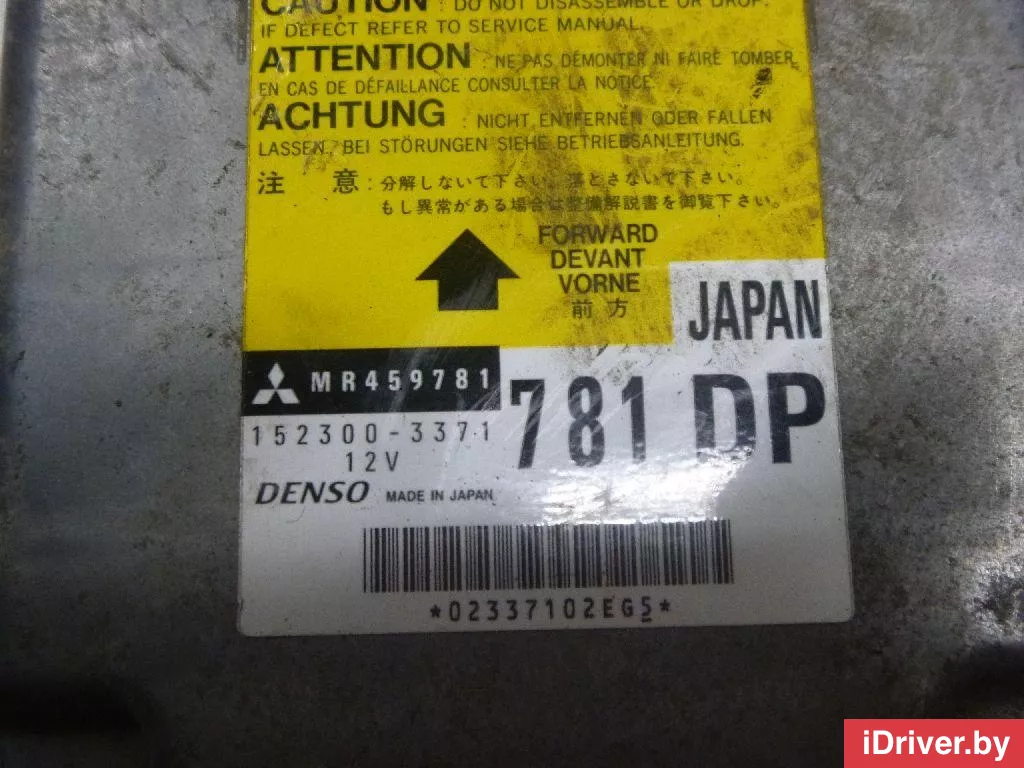 CAUTION : DO NOT DISASSEMBLE OR DROP.
IF DEFECT REFER TO SERVICE MANUAL.
ATTENTION : NE PAS DÉMONTER NI FAIRE TOMBER
EN CAS DE DÉFAILLANCE CONSULTER LA NOTICE.
ACHTUNG : NICHT ENTFERNEN ODER FALLEN
LASSEN. BEI STÖRUNGEN SIEHE BETRIEBSANLEITUNG.
注 意 : 分解しないで下さい。落とさないで下さい。
もし異常がある場合は整備解説書を御覧下さい。
FORWARD
DEVANT
VORNE
前方
JAPAN
MR459781
781 DP
152300-3371
12V
DENSO MADE IN JAPAN
*02337102EG5*
iDriver.by